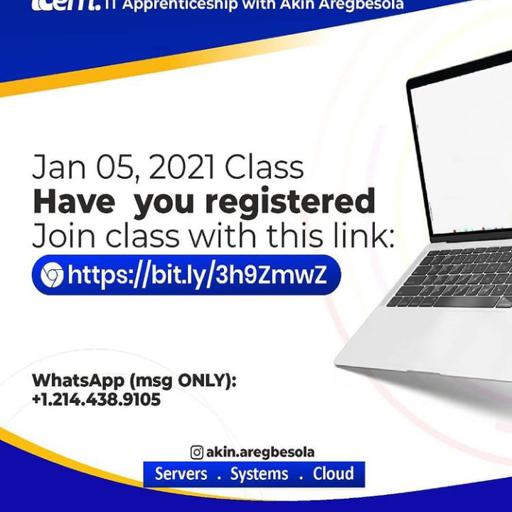 IT Apprenticeship with Akin Aregbesola
Jan 05, 2021 Class
Have you registered
Join class with this link:
https://bit.ly/3h9ZmwZ
WhatsApp (msg ONLY):
+1.214.438.9105
akin.aregbesola
Servers . Systems . Cloud